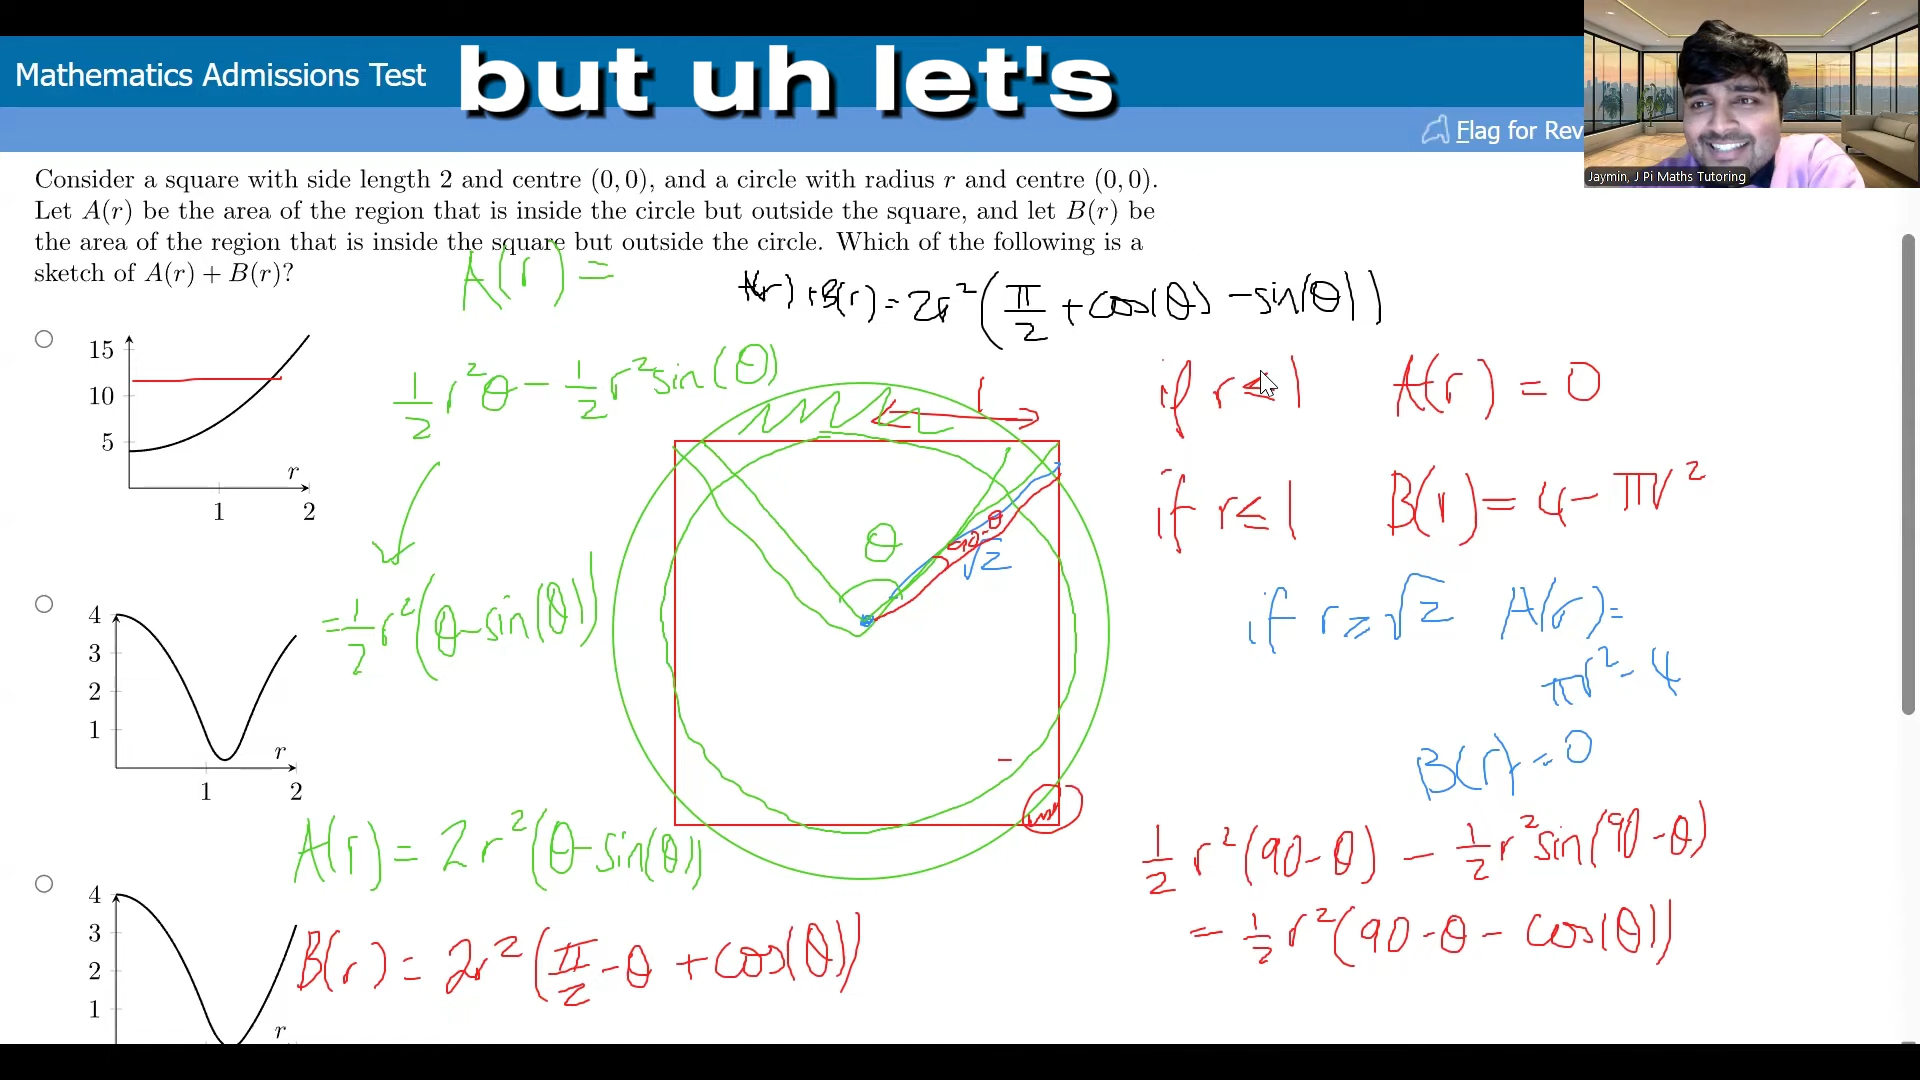 Mathematics Admissions Test
but uh let's
Flag for Rev
Jaymin, J Pi Maths Tutoring
Consider a square with side length 2 and centre (0, 0), and a circle with radius r and centre (0, 0).
Let A(r) be the area of the region that is inside the circle but outside the square, and let B(r) be
the area of the region that is inside the square but outside the circle. Which of the following is a
sketch of A(r) + B(r)?
A(r) =
A(r) + B(r) = 2r²(π/2 + cos(θ) - sin(θ))
15
10
5
r
1
2
1/2 r²θ - 1/2 r² sin(θ)
= 1/2 r²(θ - sin(θ))
1
θ
90-θ
√2
if r ≤ 1 A(r) = 0
if r ≤ 1 B(r) = 4 - πr²
if r ≥ √2 A(r) =
πr² - 4
B(r) = 0
4
3
2
1
r
1
2
A(r) = 2r²(θ - sin(θ))
B(r) = 2r²(π/2 - θ + cos(θ))
1/2 r²(90 - θ) - 1/2 r² sin(90 - θ)
= 1/2 r²(90 - θ - cos(θ))
4
3
2
1
r